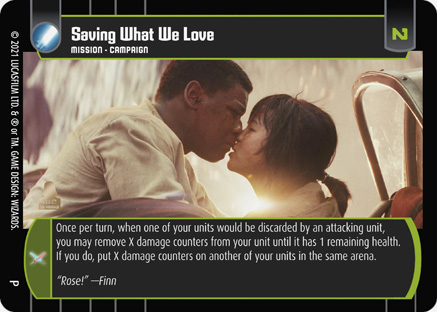 Saving What We Love
MISSION - CAMPAIGN
N
© 2021 LUCASFILM LTD. & ® or TM. GAME DESIGN: WIZARDS.
Once per turn, when one of your units would be discarded by an attacking unit,
you may remove X damage counters from your unit until it has 1 remaining health.
If you do, put X damage counters on another of your units in the same arena.
"Rose!" —Finn
P